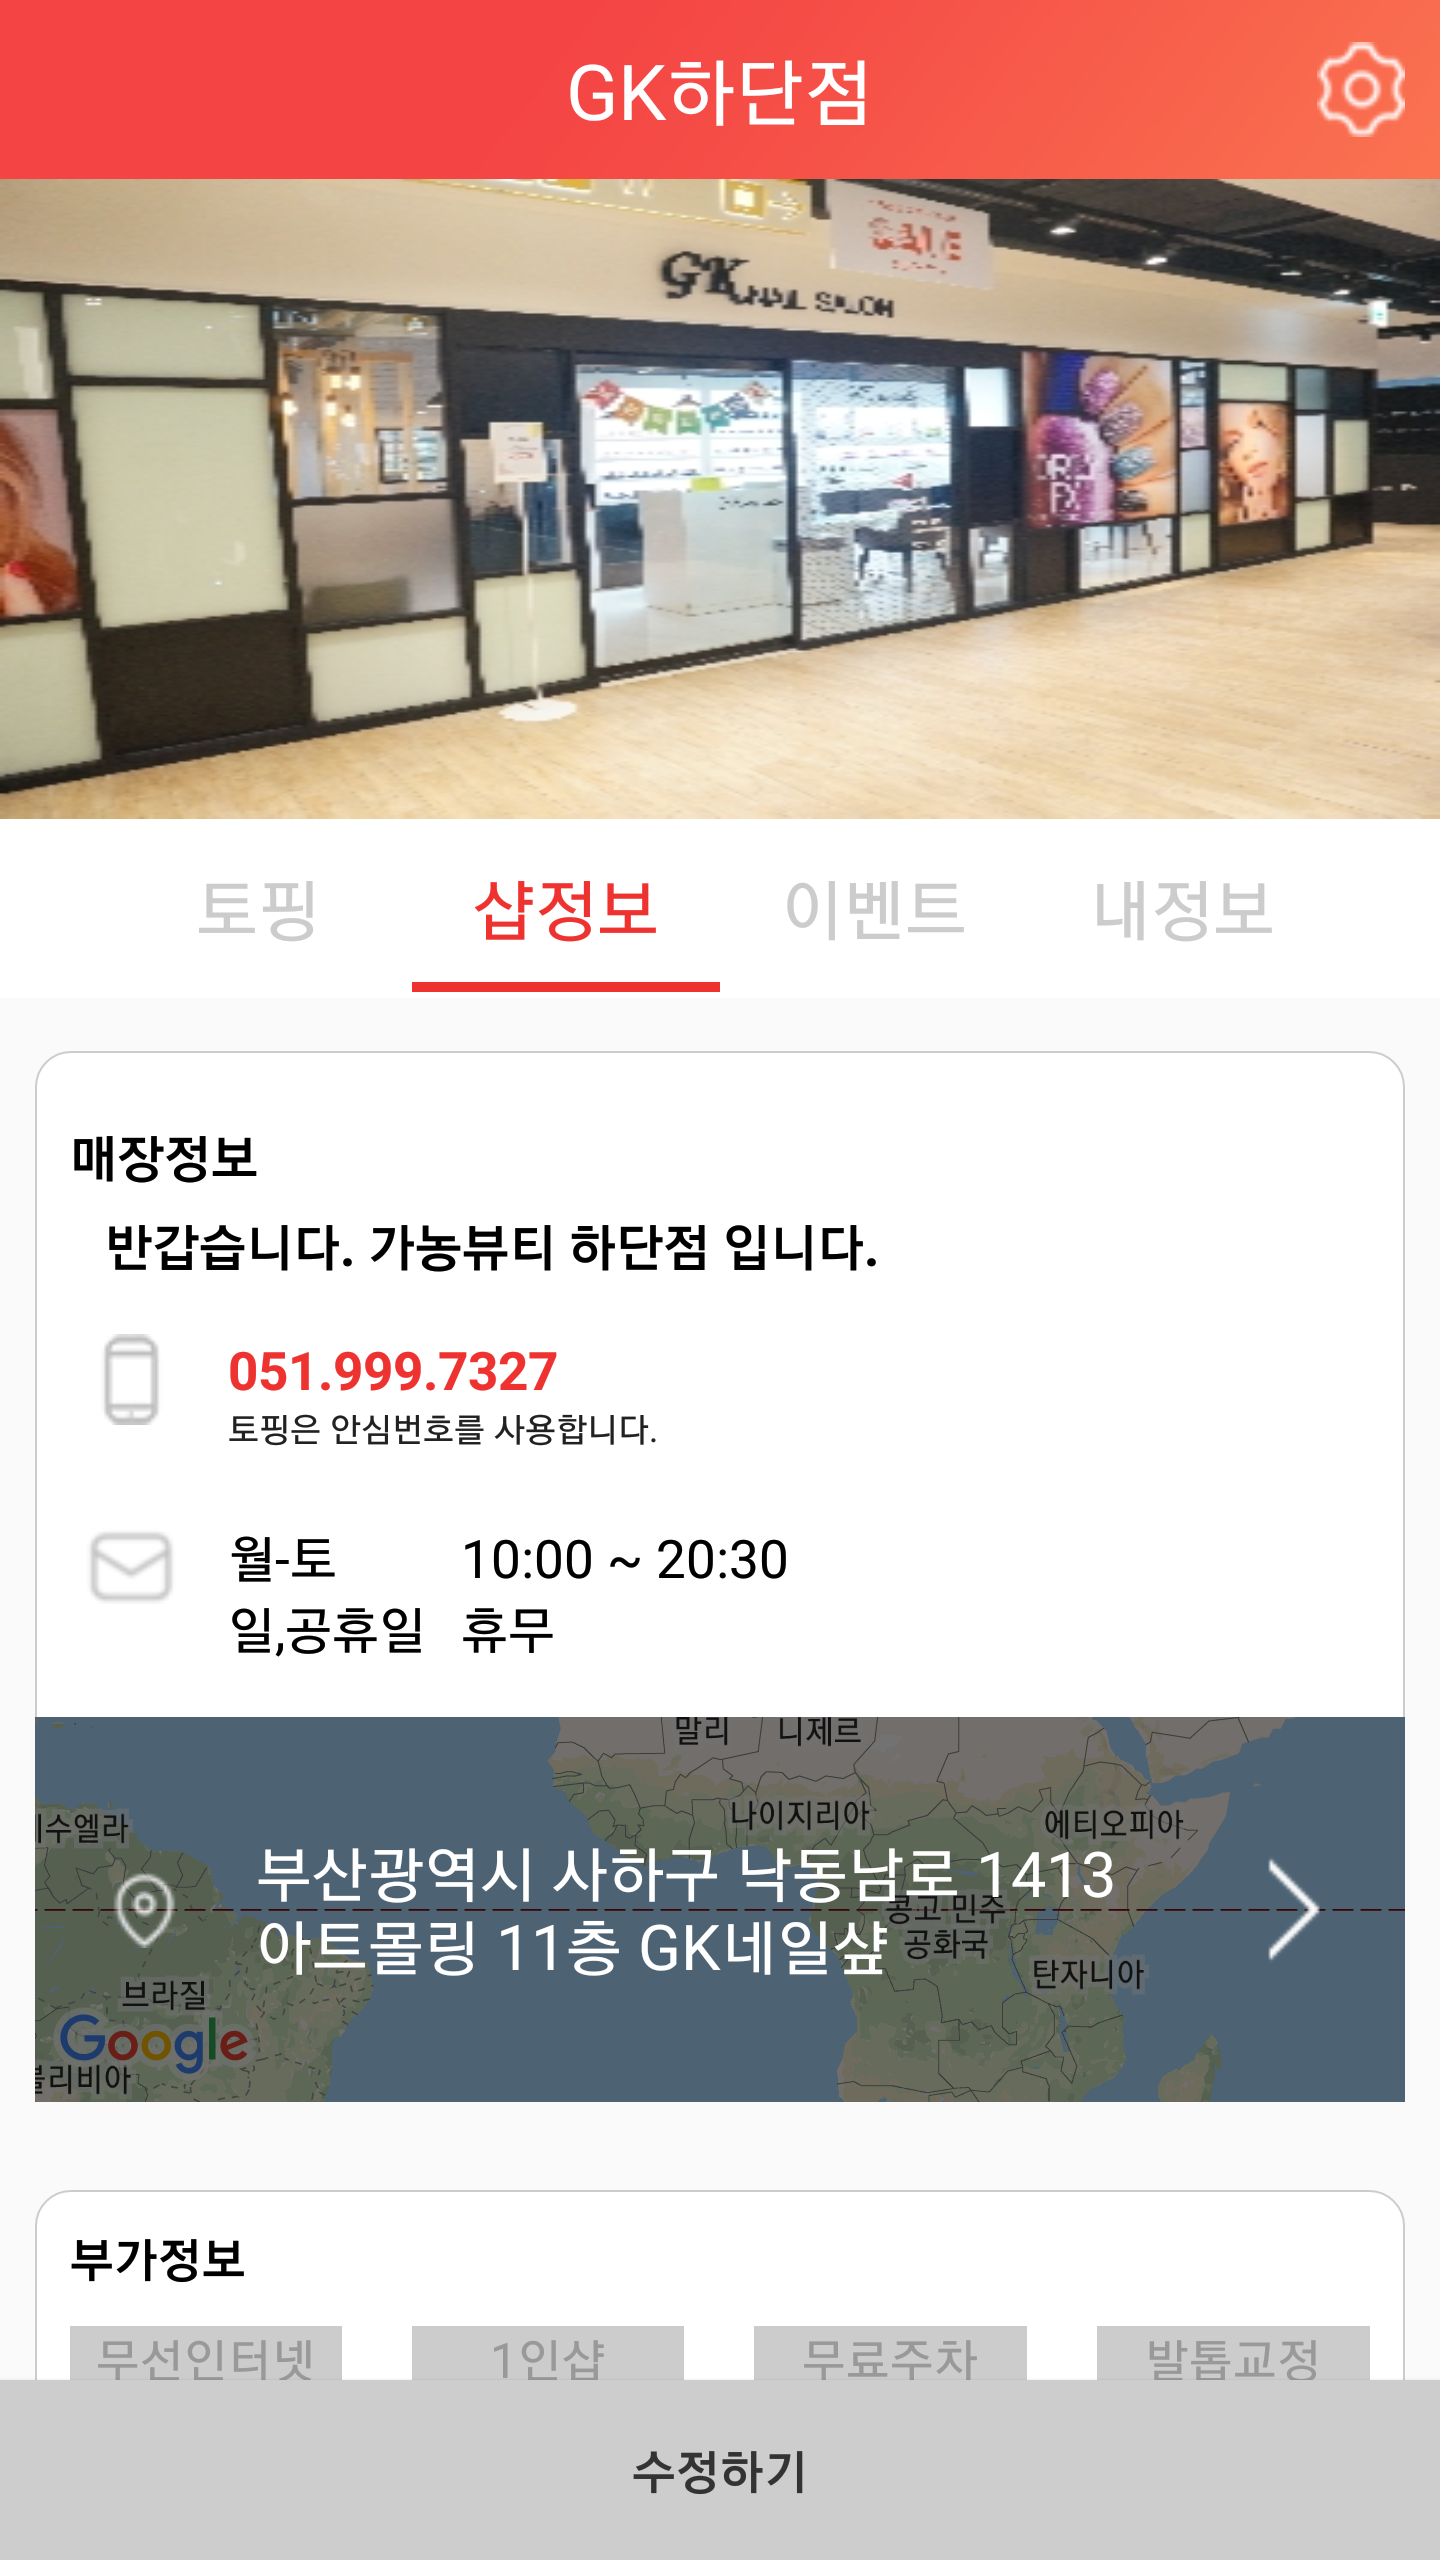 GK하단점
SALE
GK NAIL SALON
토핑
샵정보
이벤트
내정보
매장정보
반갑습니다. 가농뷰티 하단점 입니다.
051.999.7327
토핑은 안심번호를 사용합니다.
월-토 10:00 ~ 20:30
일,공휴일 휴무
말리
니제르
수엘라
나이지리아
에티오피아
부산광역시 사하구 낙동남로 1413
아트몰링 11층 GK네일샾
콩고 민주
공화국
탄자니아
브라질
Google
볼리비아
부가정보
무선인터넷
1인샵
무료주차
발톱교정
수정하기